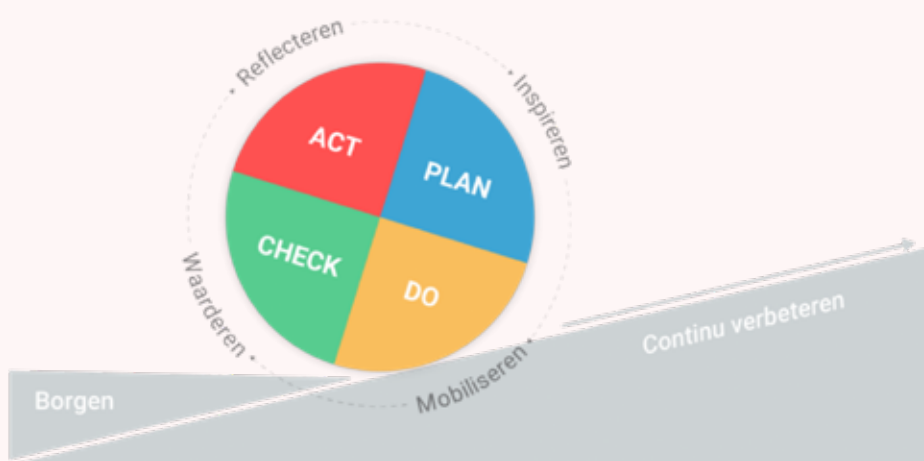 Reflecteren
Inspireren
ACT
PLAN
CHECK
DO
Waarderen
Mobiliseren
Continu verbeteren
Borgen